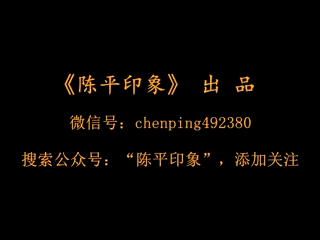 《陈平印象》 出 品
微信号：chenping492380
搜索公众号：“陈平印象”，添加关注